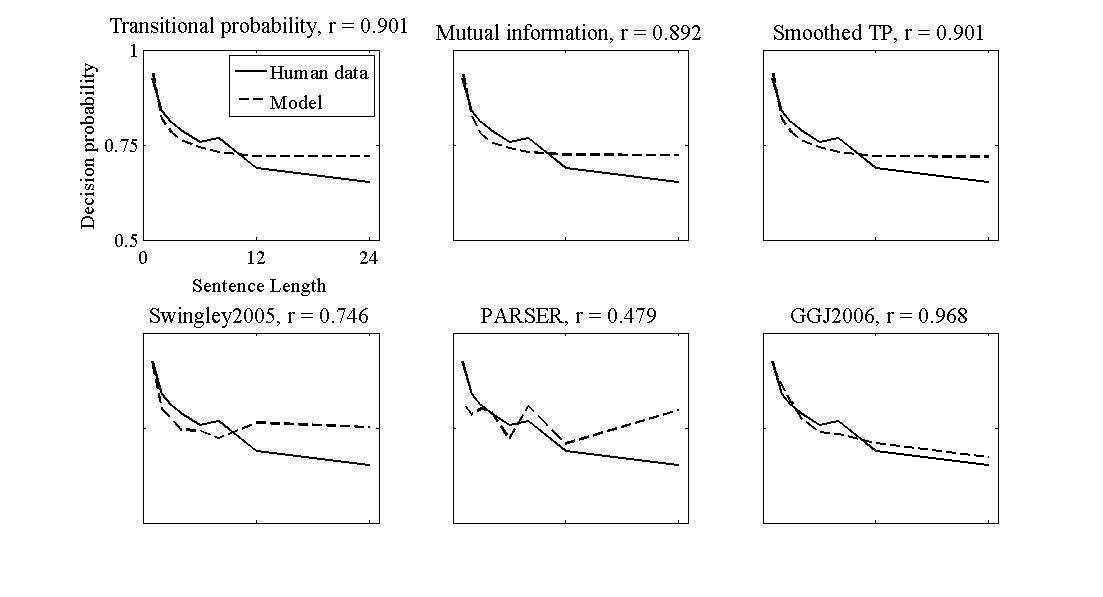 Transitional probability, r = 0.901
Mutual information, r = 0.892
Smoothed TP, r = 0.901
1
Human data
Model
Decision probability
0.75
0.5
0
12
24
Sentence Length
Swingley2005, r = 0.746
PARSER, r = 0.479
GGJ2006, r = 0.968